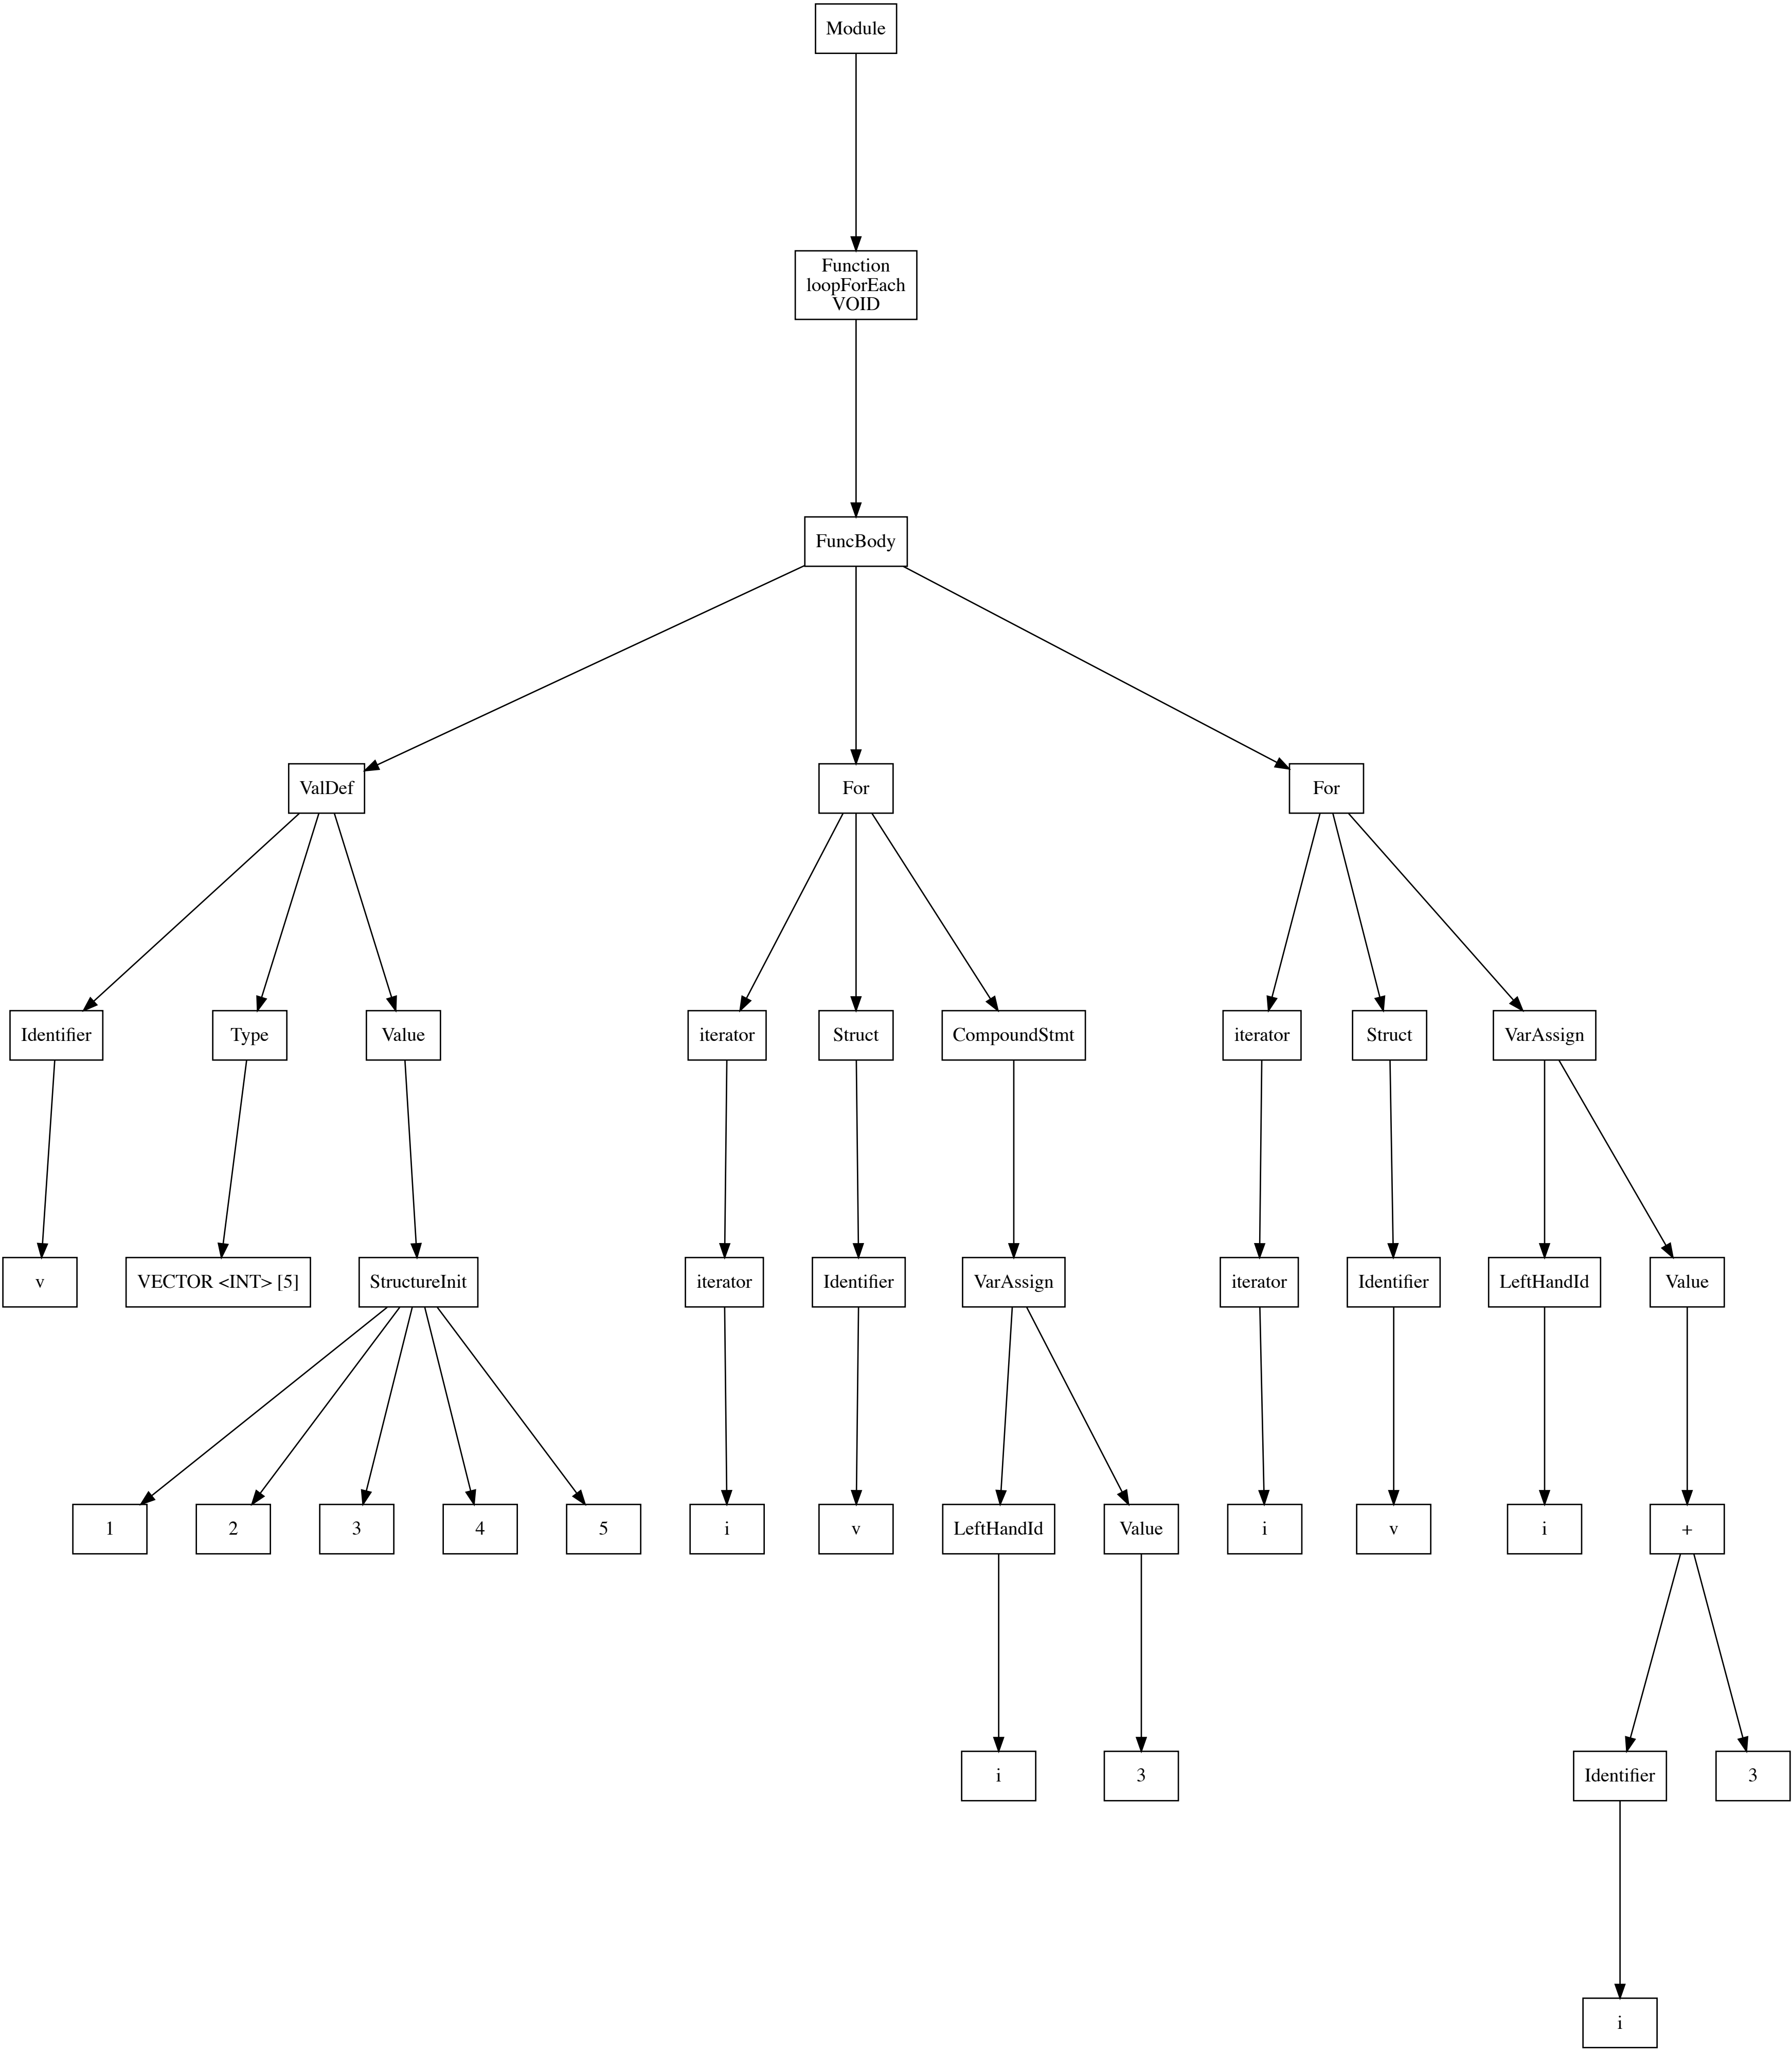 Module
Function
loopForEach
VOID
FuncBody
ValDef
For
For
Identifier
Type
Value
iterator
Struct
CompoundStmt
iterator
Struct
VarAssign
v
VECTOR <INT> [5]
StructureInit
iterator
Identifier
VarAssign
iterator
Identifier
LeftHandId
Value
1
2
3
4
5
i
v
LeftHandId
Value
i
v
i
+
i
3
Identifier
3
i